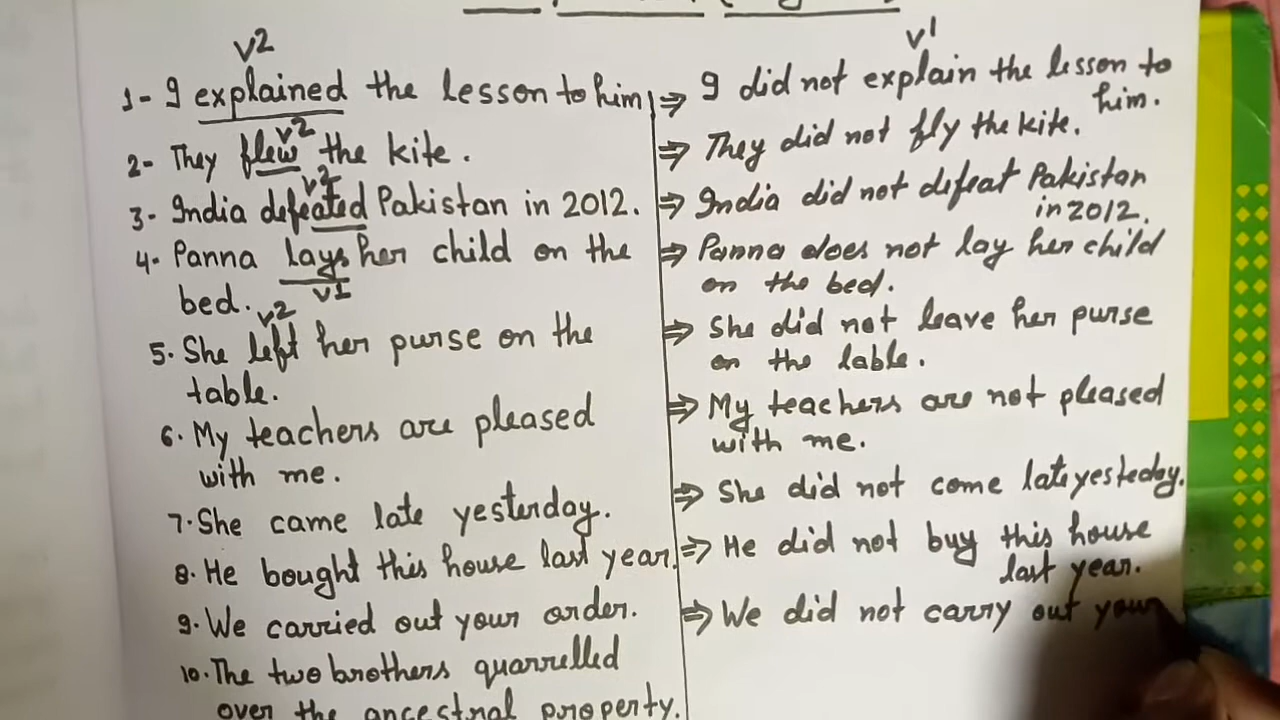 v2
v1
1- I explained the lesson to him
⇒ I did not explain the lesson to
him.
v2
2- They flew the kite.
⇒ They did not fly the kite.
v2
3- India defeated Pakistan in 2012.
⇒ India did not defeat Pakistan
in 2012.
4- Panna lays her child on the
v1
bed.
⇒ Panna does not lay her child
on the bed.
v2
5. She left her purse on the
table.
⇒ She did not leave her purse
on the lable.
6. My teachers are pleased
with me.
⇒ My teachers are not pleased
with me.
7. She came late yesterday.
⇒ She did not come late yesteday.
8. He bought this house last year.
⇒ He did not buy this house
last year.
9. We carried out your order.
⇒ We did not carry out your
10. The two brothers quarrelled
over the ancestral property.